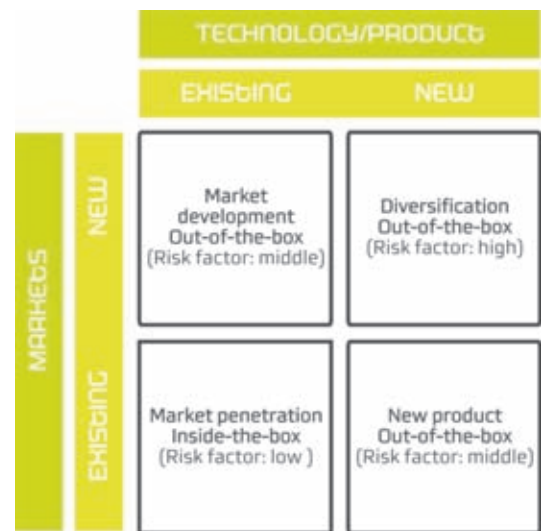 TECHNOLOGY/PRODUCT
EXISTING
NEW
MARKETS
NEW
Market
development
Out-of-the-box
(Risk factor: middle)
Diversification
Out-of-the-box
(Risk factor: high)
EXISTING
Market penetration
Inside-the-box
(Risk factor: low )
New product
Out-of-the-box
(Risk factor: middle)